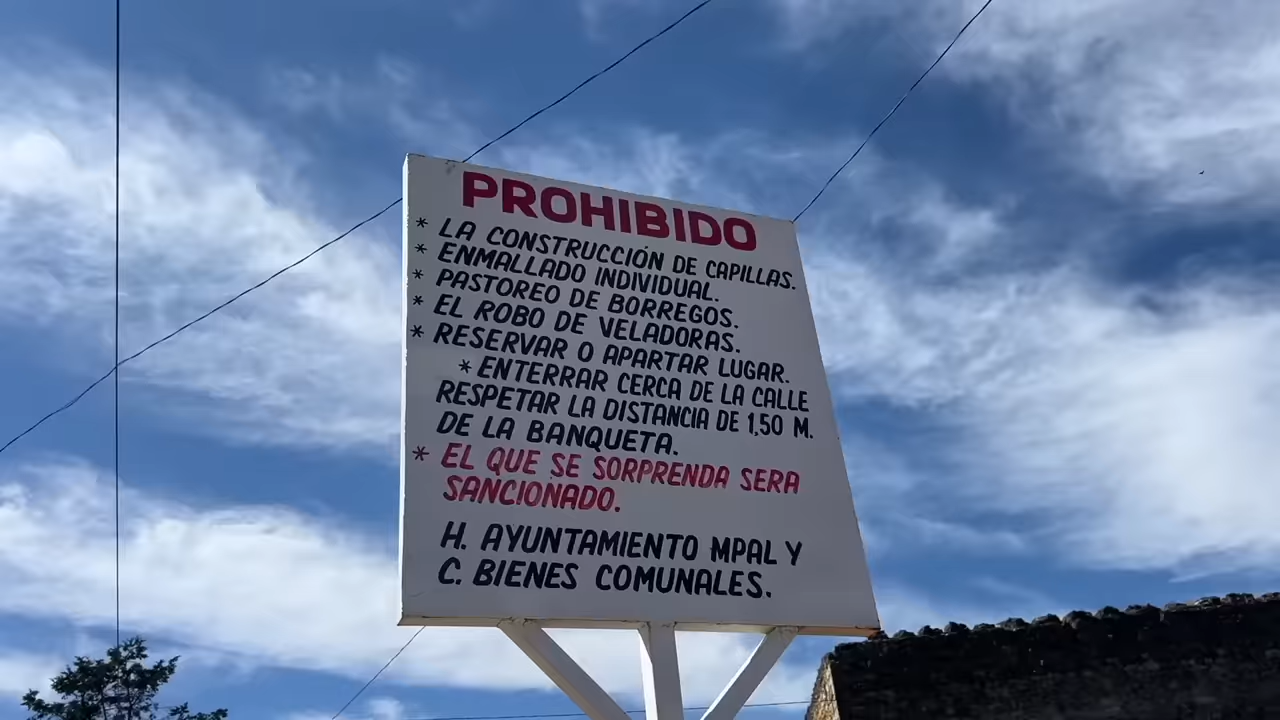 PROHIBIDO
* LA CONSTRUCCIÓN DE CAPILLAS.
* ENMALLADO INDIVIDUAL.
* PASTOREO DE BORREGOS.
* EL ROBO DE VELADORAS.
* RESERVAR O APARTAR LUGAR.
* ENTERRAR CERCA DE LA CALLE
RESPETAR LA DISTANCIA DE 1,50 M.
DE LA BANQUETA.
* EL QUE SE SORPRENDA SERA
SANCIONADO.
H. AYUNTAMIENTO MPAL Y
C. BIENES COMUNALES.